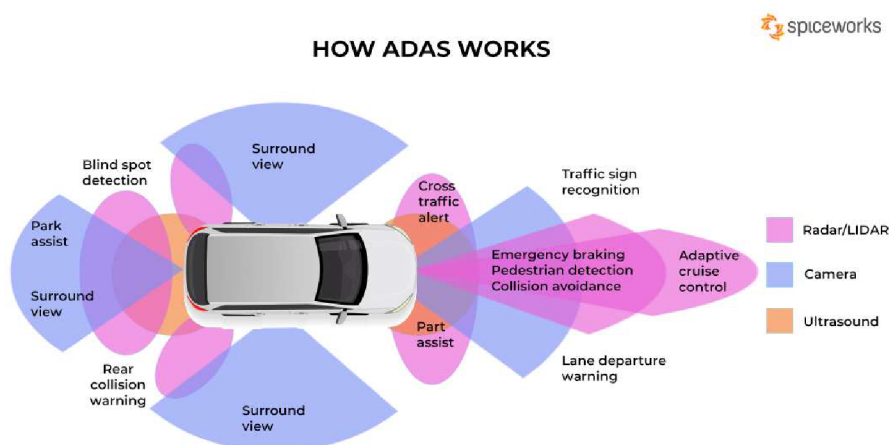 spiceworks
HOW ADAS WORKS
Surround
view
Blind spot
detection
Cross
traffic
alert
Traffic sign
recognition
Park
assist
Surround
view
Emergency braking
Pedestrian detection
Collision avoidance
Adaptive
cruise
control
Radar/LIDAR
Camera
Ultrasound
Part
assist
Rear
collision
warning
Lane departure
warning
Surround
view